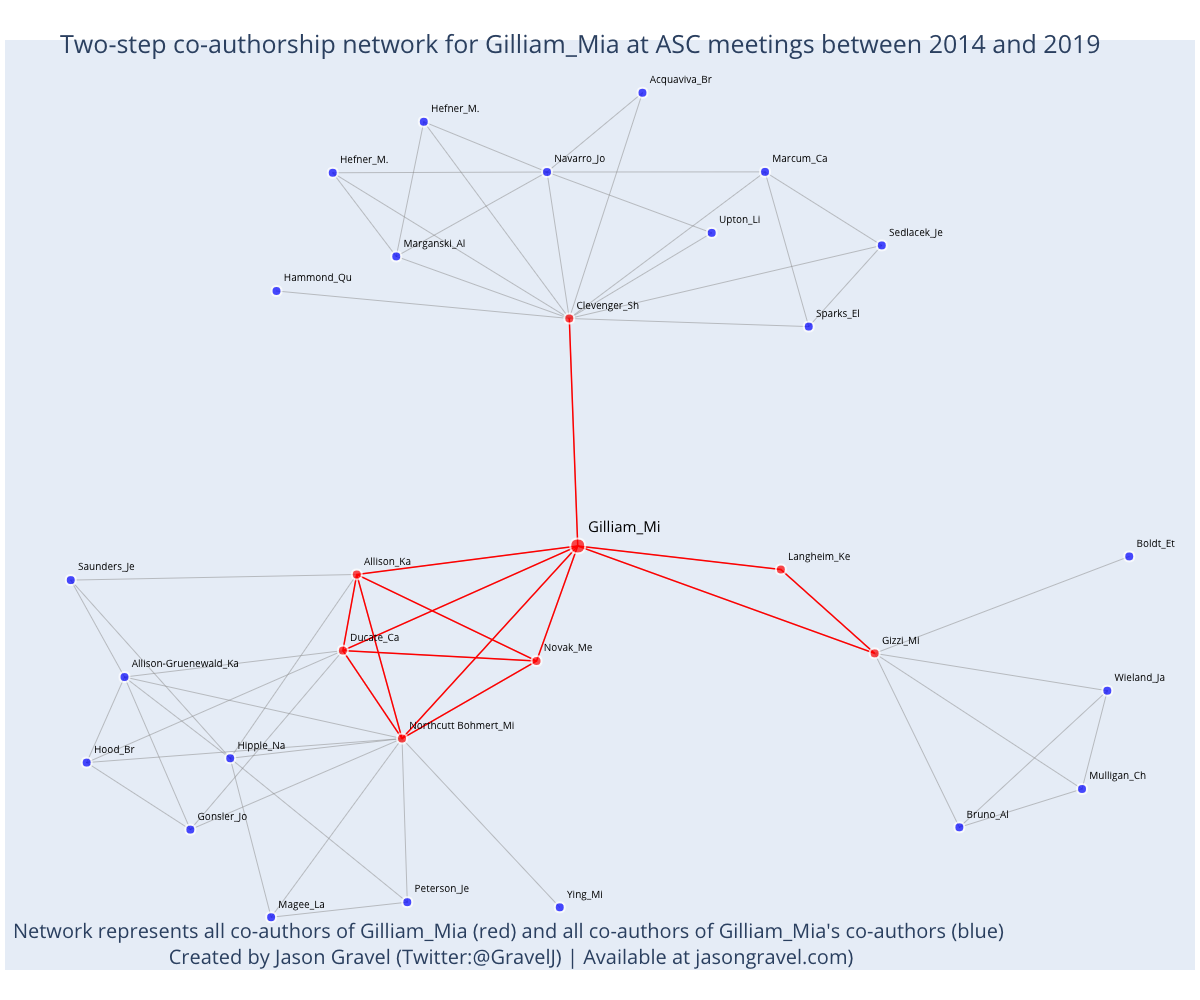 Two-step co-authorship network for Gilliam_Mia at ASC meetings between 2014 and 2019
Acquaviva_Br
Hefner_M.
Hefner_M.
Navarro_Jo
Marcum_Ca
Upton_Li
Sedlacek_Je
Marganski_Al
Hammond_Qu
Clevenger_Sh
Sparks_El
Gilliam_Mi
Boldt_Et
Langheim_Ke
Allison_Ka
Saunders_Je
Ducate_Ca
Novak_Me
Gizzi_Mi
Allison-Gruenewald_Ka
Wieland_Ja
Northcutt Bohmert_Mi
Hood_Br
Hipple_Na
Mulligan_Ch
Gonsler_Jo
Bruno_Al
Peterson_Je
Ying_Mi
Magee_La
Network represents all co-authors of Gilliam_Mia (red) and all co-authors of Gilliam_Mia's co-authors (blue)
Created by Jason Gravel (Twitter:@GravelJ) | Available at jasongravel.com)